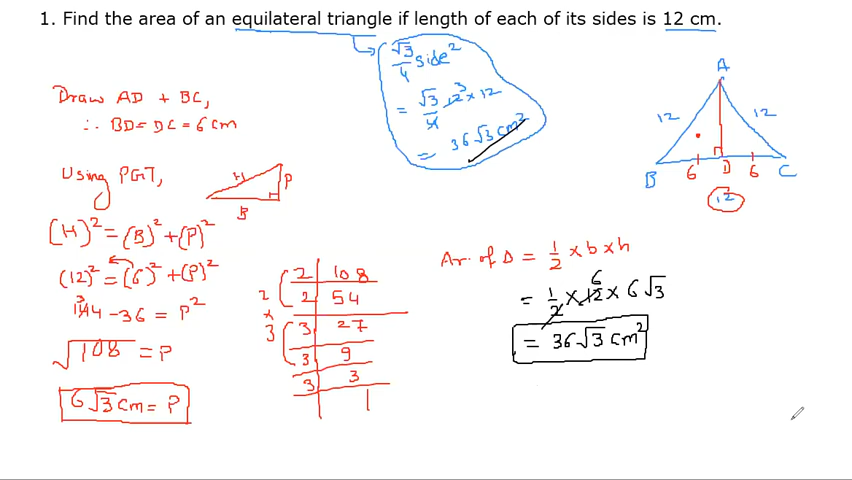 1. Find the area of an equilateral triangle if length of each of its sides is 12 cm.
√3/4 side²
= √3/4 12³ × 12
= 36√3 cm²
Draw AD ⊥ BC,
∴ BD = DC = 6 cm
Using PGT,
H
P
B
(H)² = (B)² + (P)²
(12)² = (6)² + (P)²
144 - 36 = P²
√108 = P
6√3 cm = P
2 | 108
2 | 54
3 | 27
3 | 9
3 | 3
| 1
2
×
3
A
12
12
B
6
D
6
C
12
Ar. of Δ = 1/2 × b × h
= 1/2 × 12 6 × 6√3
= 36√3 cm²